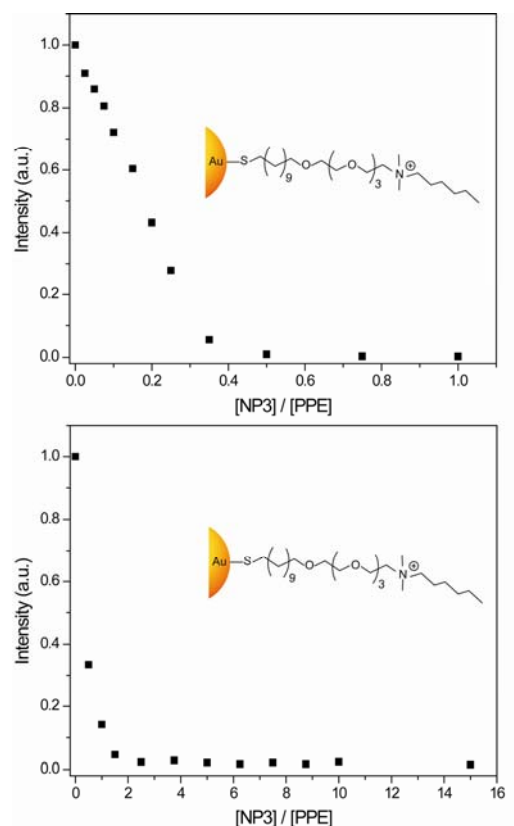 1.0
0.8
0.6
0.4
0.2
0.0
Intensity (a.u.)
Au S 9 O O 3 N ⊕
0.0 0.2 0.4 0.6 0.8 1.0
[NP3] / [PPE]
1.0
0.8
0.6
0.4
0.2
0.0
Intensity (a.u.)
Au S 9 O O 3 N ⊕
0 2 4 6 8 10 12 14 16
[NP3] / [PPE]